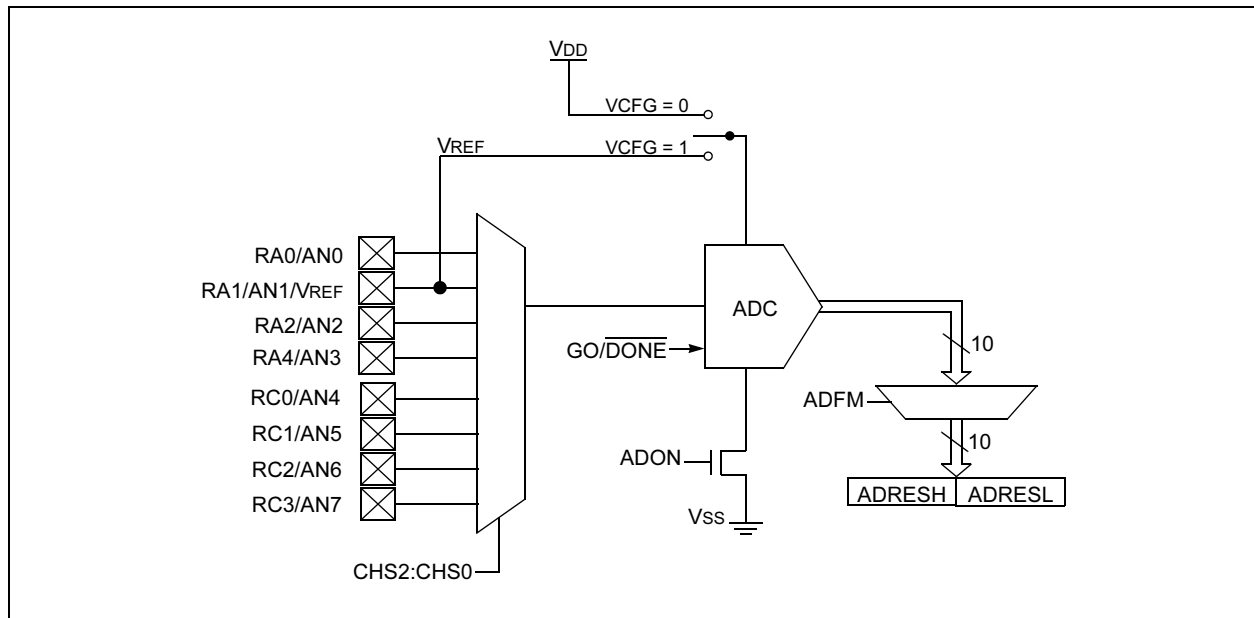 VDD
VCFG = 0
VREF
VCFG = 1
RA0/AN0
RA1/AN1/VREF
RA2/AN2
RA4/AN3
RC0/AN4
RC1/AN5
RC2/AN6
RC3/AN7
CHS2:CHS0
ADC
GO/DONE
10
ADFM
10
ADON
ADRESH ADRESL
VSS